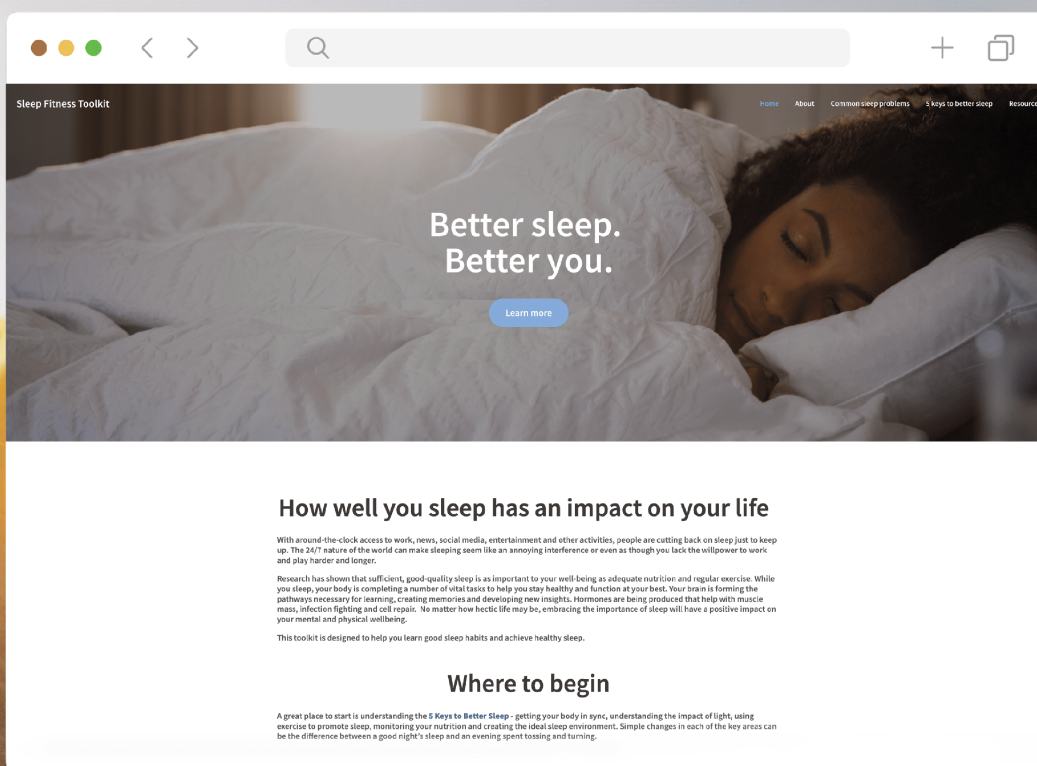 Sleep Fitness Toolkit
Home About Common sleep problems 5 keys to better sleep Resource
Better sleep.
Better you.
Learn more
How well you sleep has an impact on your life
With around-the-clock access to work, news, social media, entertainment and other activities, people are cutting back on sleep just to keep
up. The 24/7 nature of the world can make sleeping seem like an annoying interference or even as though you lack the willpower to work
and play harder and longer.
Research has shown that sufficient, good-quality sleep is as important to your well-being as adequate nutrition and regular exercise. While
you sleep, your body is completing a number of vital tasks to help you stay healthy and function at your best. Your brain is forming the
pathways necessary for learning, creating memories and developing new insights. Hormones are being produced that help with muscle
mass, infection fighting and cell repair. No matter how hectic life may be, embracing the importance of sleep will have a positive impact on
your mental and physical wellbeing.
This toolkit is designed to help you learn good sleep habits and achieve healthy sleep.
Where to begin
A great place to start is understanding the 5 Keys to Better Sleep - getting your body in sync, understanding the impact of light, using
exercise to promote sleep, monitoring your nutrition and creating the ideal sleep environment. Simple changes in each of the key areas can
be the difference between a good night's sleep and an evening spent tossing and turning.